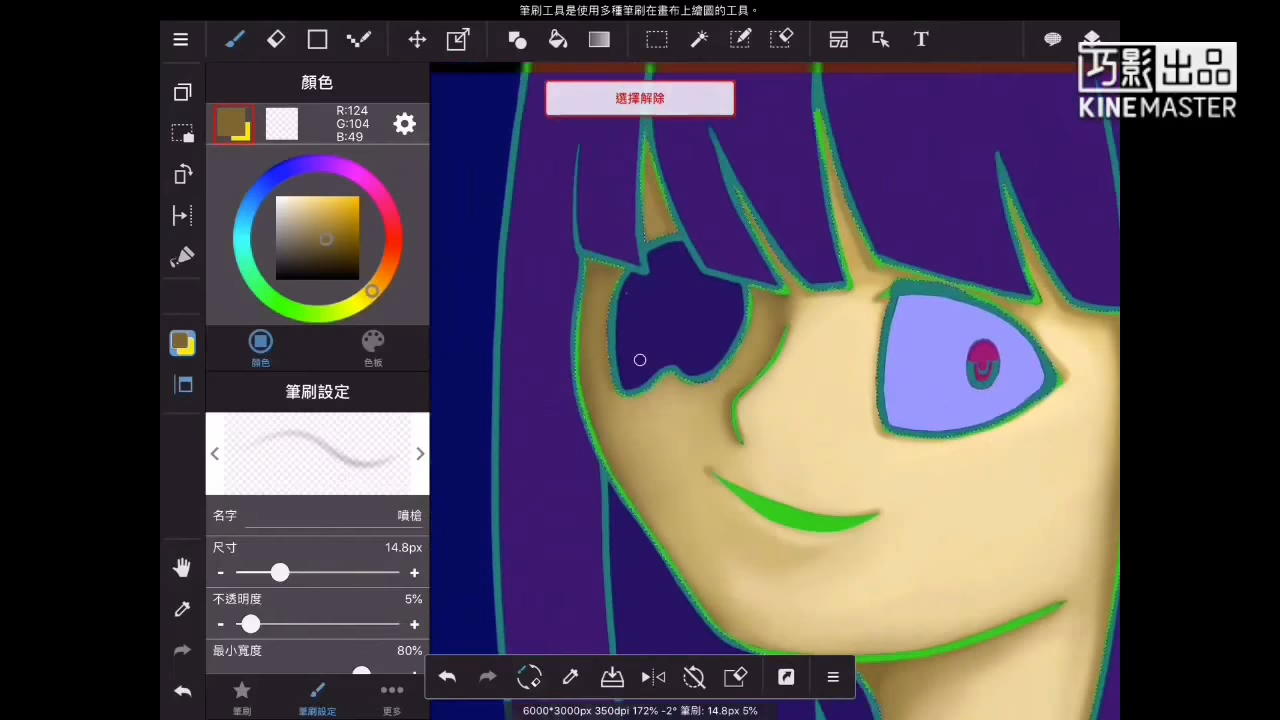 筆刷工具是使用多種筆刷在畫布上繪圖的工具。
T
巧影出品
KINEMASTER
顏色
選擇解除
R:124
G:104
B:49
顏色
色板
筆刷設定
名字
噴槍
尺寸
14.8px
- +
不透明度
5%
- +
最小寬度
80%
筆刷
筆刷設定
更多
6000*3000px 350dpi 172% -2° 筆刷: 14.8px 5%